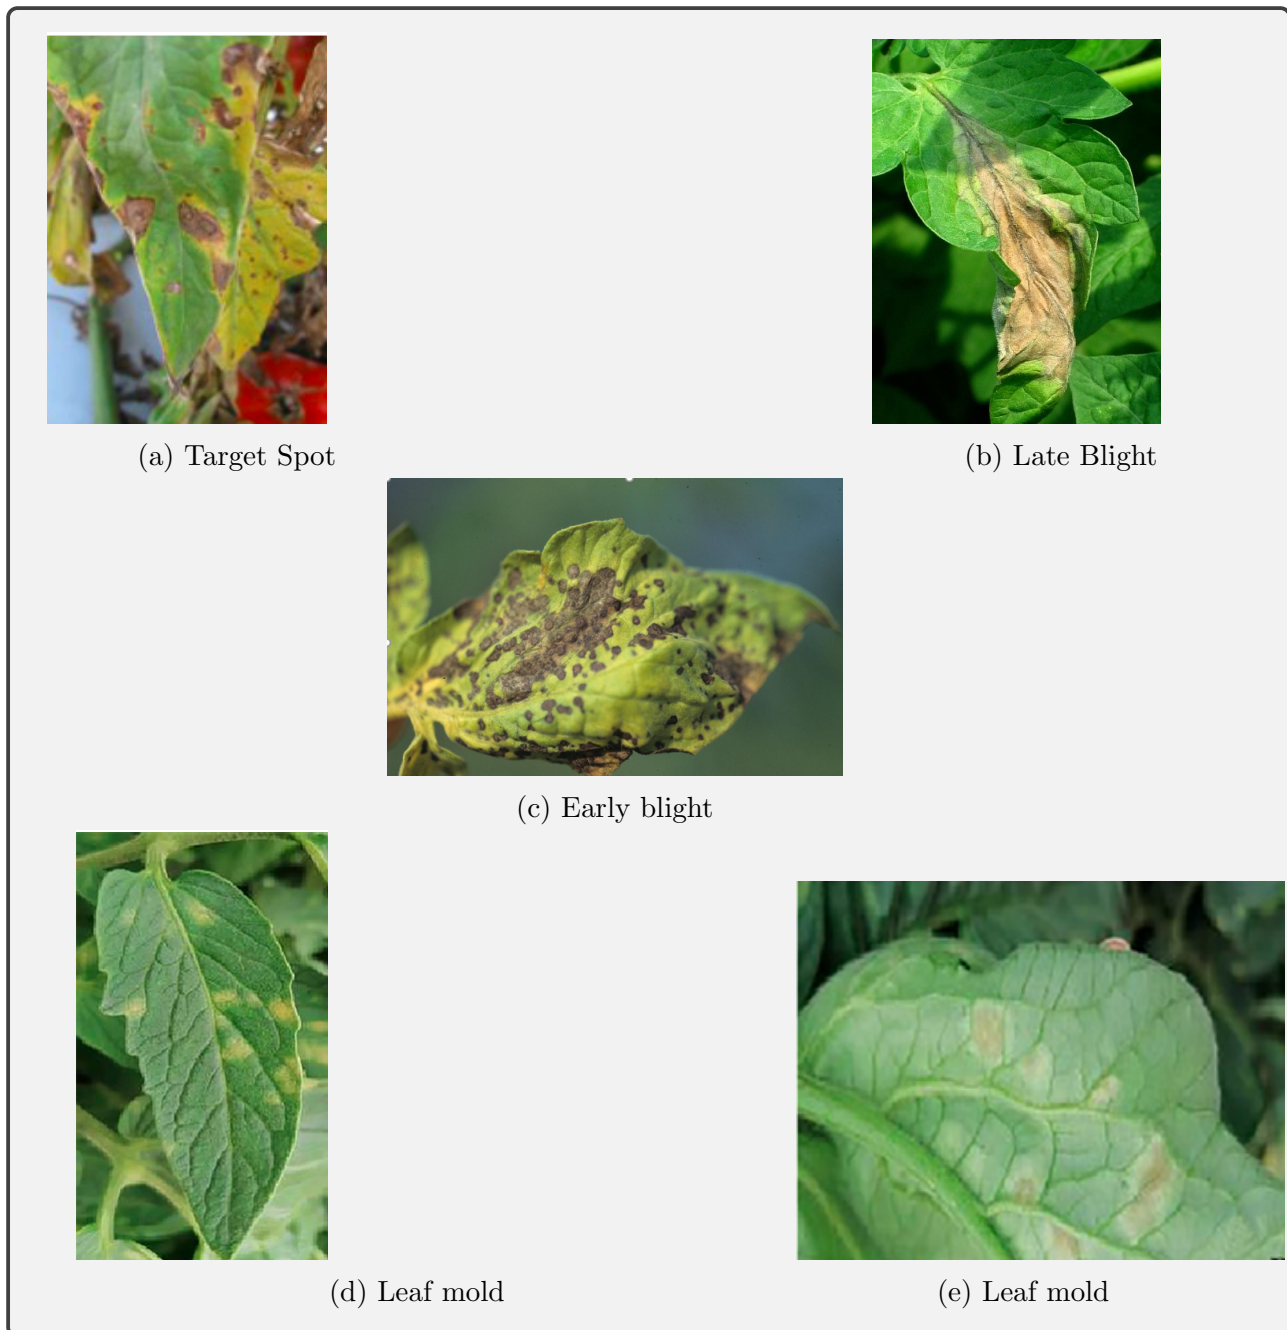 (a) Target Spot
(b) Late Blight
(c) Early blight
(d) Leaf mold
(e) Leaf mold